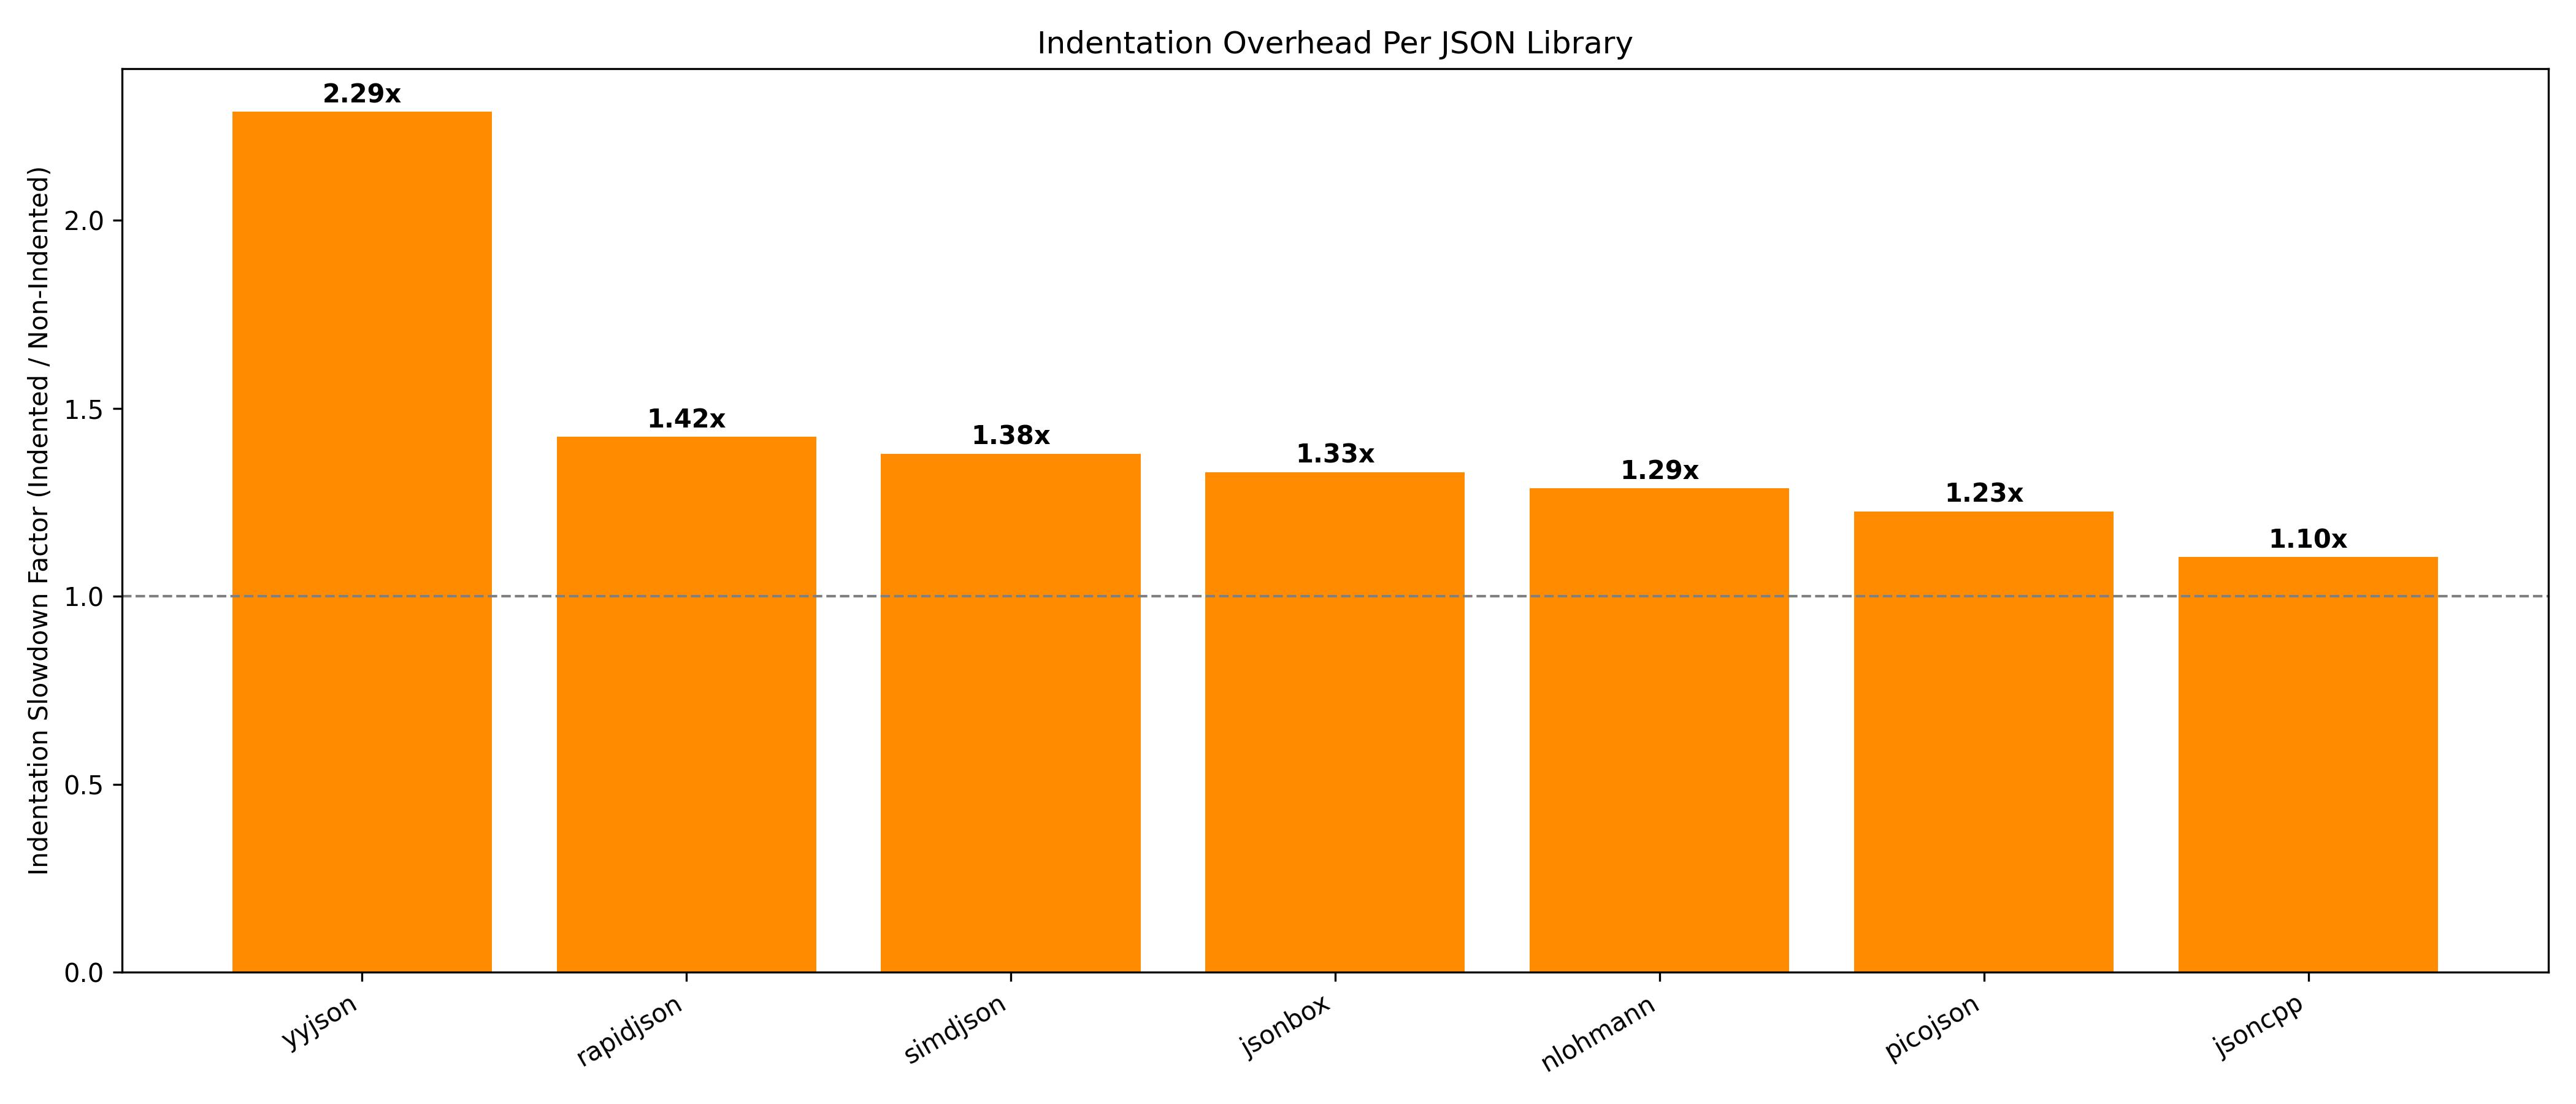 Indentation Overhead Per JSON Library
Indentation Slowdown Factor (Indented / Non-Indented)
2.0
1.5
1.0
0.5
0.0
2.29x
1.42x
1.38x
1.33x
1.29x
1.23x
1.10x
yyjson
rapidjson
simdjson
jsonbox
nlohmann
picojson
jsoncpp